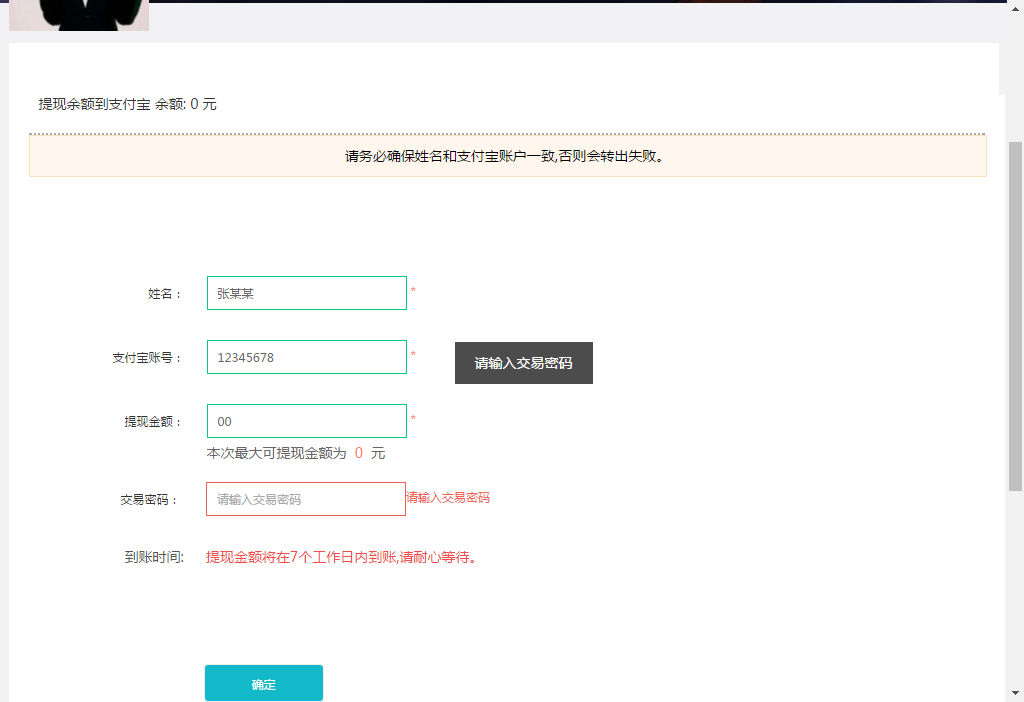 提现余额到支付宝 余额: 0 元
请务必确保姓名和支付宝账户一致,否则会转出失败。
姓名： 张某某 *
支付宝账号： 12345678 *
请输入交易密码
提现金额： 00 *
本次最大可提现金额为 0 元
交易密码： 请输入交易密码 请输入交易密码
到账时间: 提现金额将在7个工作日内到账,请耐心等待。
确定